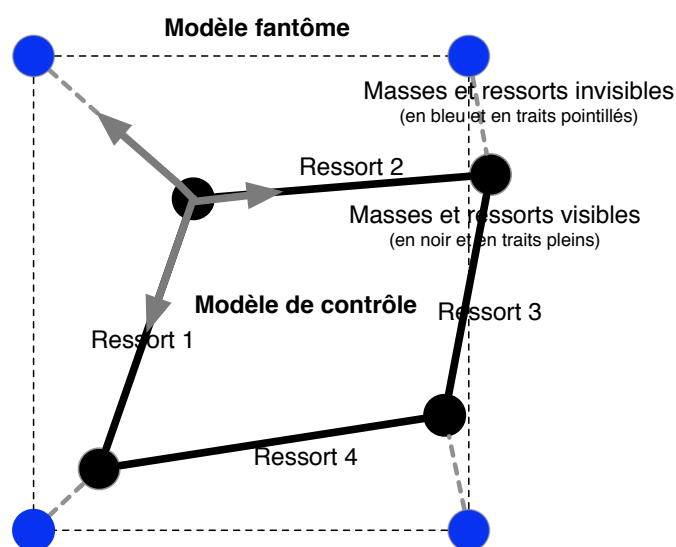 Modèle fantôme
Masses et ressorts invisibles
(en bleu et en traits pointillés)
Ressort 2
Masses et ressorts visibles
(en noir et en traits pleins)
Modèle de contrôle
Ressort 3
Ressort 1
Ressort 4